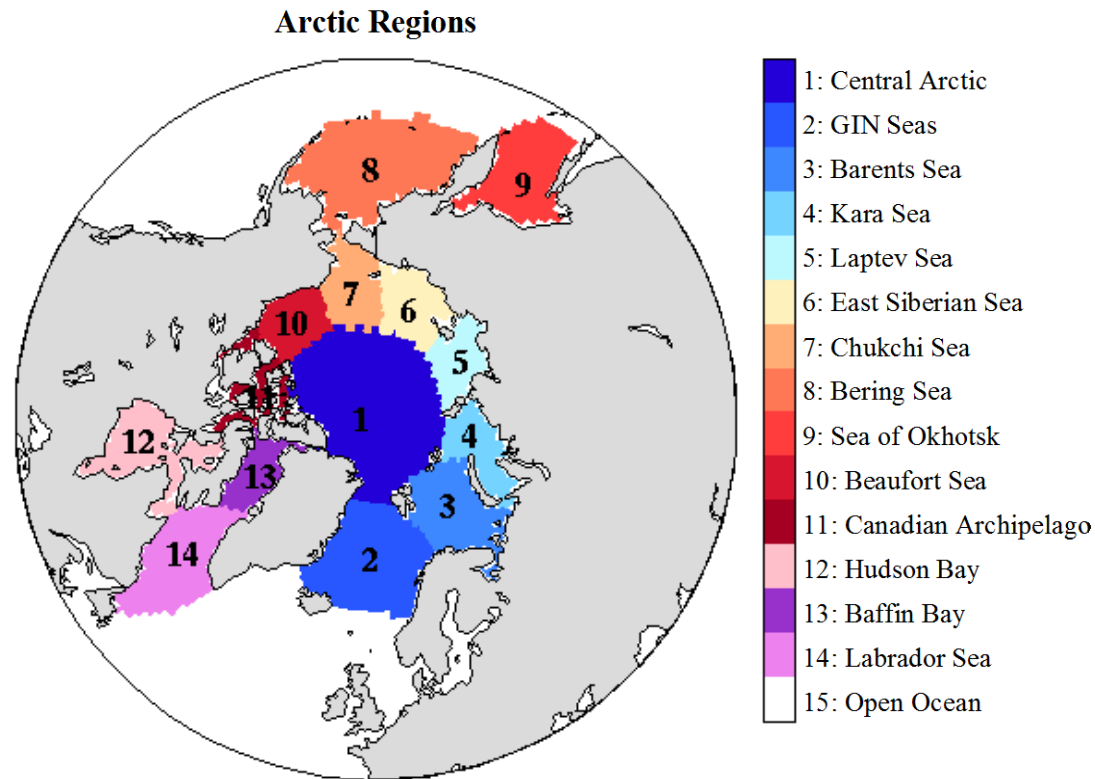 Arctic Regions
8
9
7
6
10
5
11
1
12
4
13
3
14
2
1: Central Arctic
2: GIN Seas
3: Barents Sea
4: Kara Sea
5: Laptev Sea
6: East Siberian Sea
7: Chukchi Sea
8: Bering Sea
9: Sea of Okhotsk
10: Beaufort Sea
11: Canadian Archipelago
12: Hudson Bay
13: Baffin Bay
14: Labrador Sea
15: Open Ocean